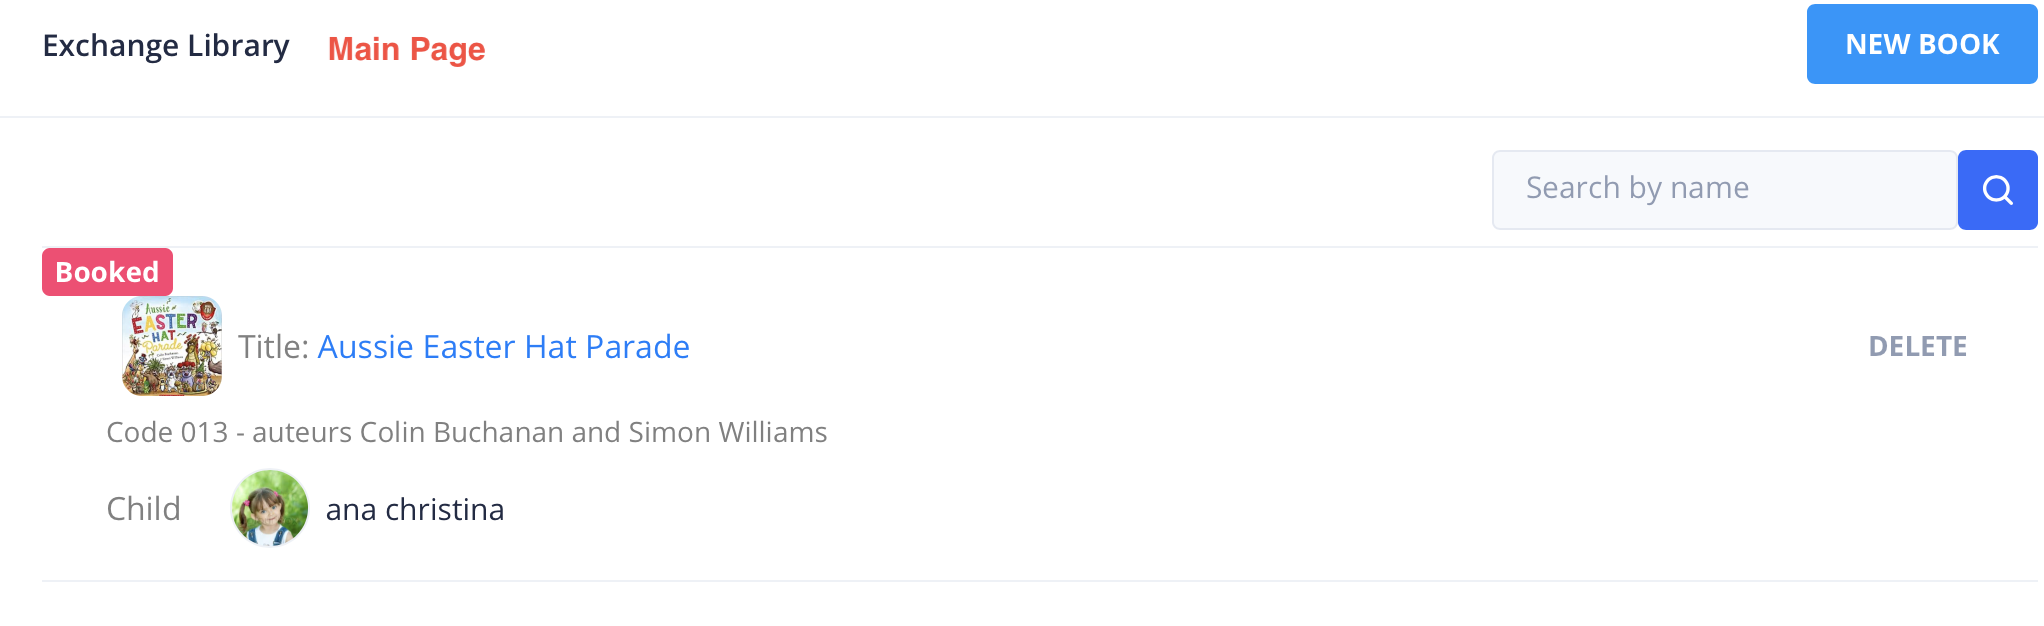 Exchange Library Main Page NEW BOOK
Search by name
Booked
Aussie
EASTER
HAT
Parade
Title: Aussie Easter Hat Parade DELETE
Code 013 - auteurs Colin Buchanan and Simon Williams
Child ana christina